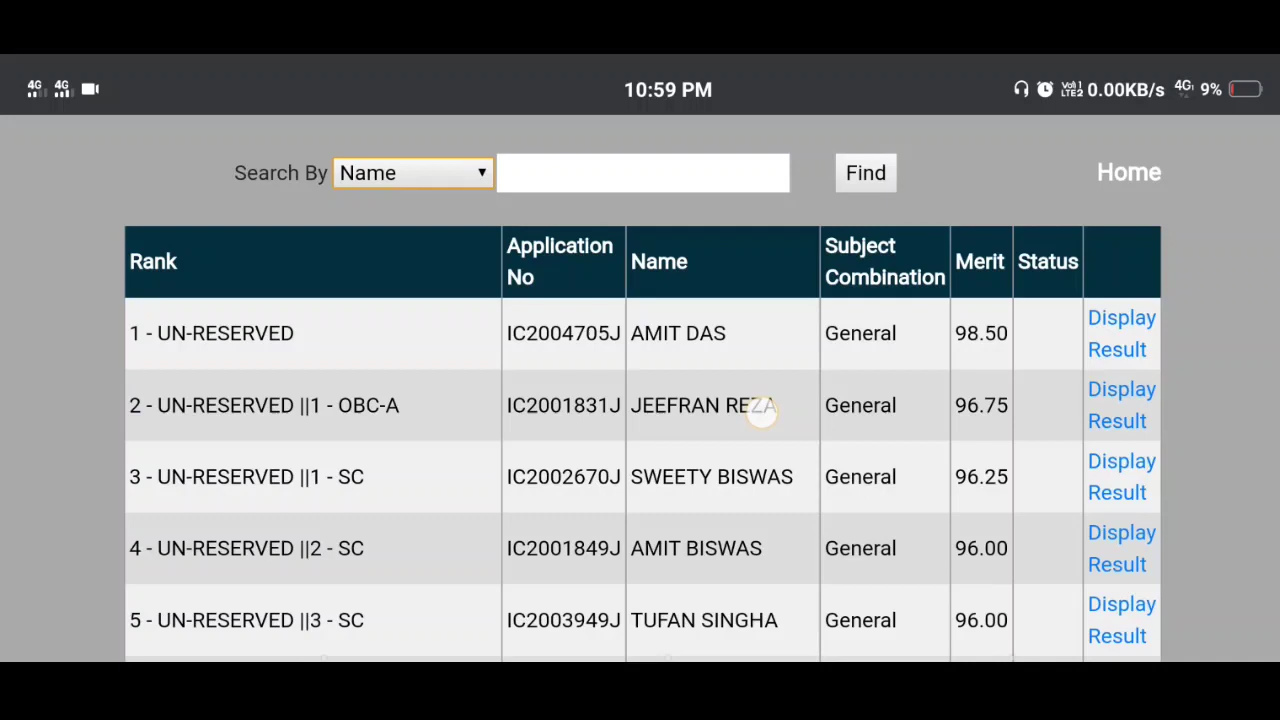 4G 4G 10:59 PM VoLTE2 0.00KB/s 4G 9%
Search By Name Find Home
Rank Application No Name Subject Combination Merit Status
1 - UN-RESERVED IC2004705J AMIT DAS General 98.50 Display Result
2 - UN-RESERVED ||1 - OBC-A IC2001831J JEEFRAN REZA General 96.75 Display Result
3 - UN-RESERVED ||1 - SC IC2002670J SWEETY BISWAS General 96.25 Display Result
4 - UN-RESERVED ||2 - SC IC2001849J AMIT BISWAS General 96.00 Display Result
5 - UN-RESERVED ||3 - SC IC2003949J TUFAN SINGHA General 96.00 Display Result